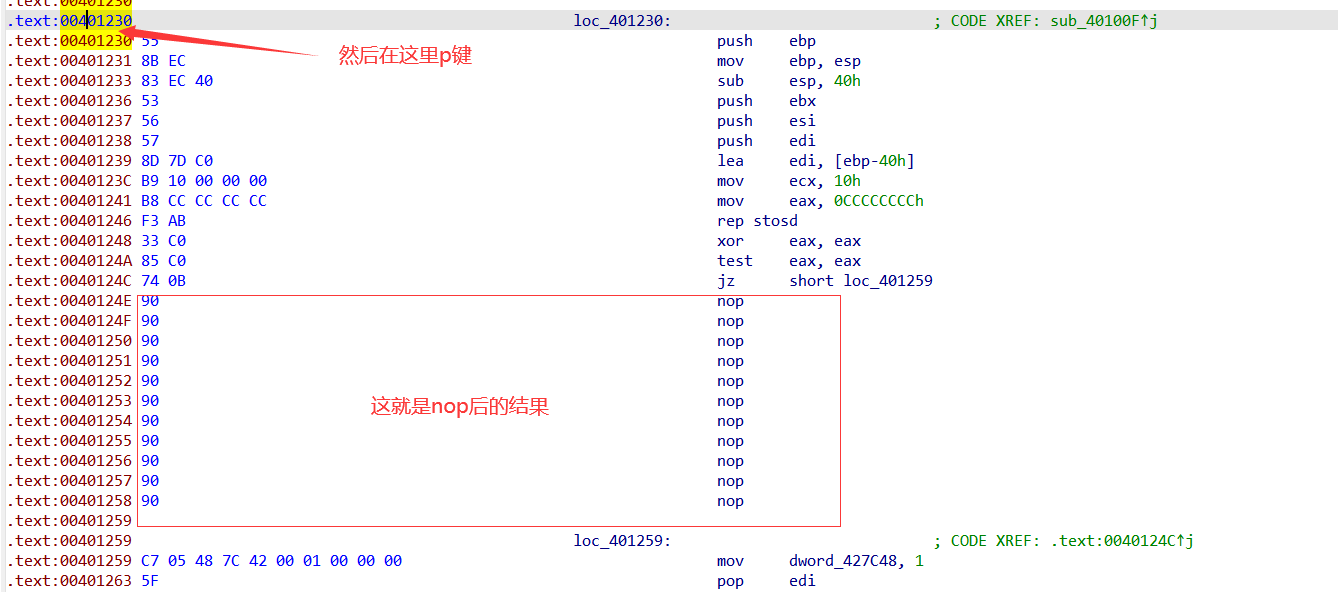 .text:00401230
.text:00401230 loc_401230: ; CODE XREF: sub_40100F↑j
.text:00401230 55 push ebp
然后在这里p键
.text:00401231 8B EC mov ebp, esp
.text:00401233 83 EC 40 sub esp, 40h
.text:00401236 53 push ebx
.text:00401237 56 push esi
.text:00401238 57 push edi
.text:00401239 8D 7D C0 lea edi, [ebp-40h]
.text:0040123C B9 10 00 00 00 mov ecx, 10h
.text:00401241 B8 CC CC CC CC mov eax, 0CCCCCCCCh
.text:00401246 F3 AB rep stosd
.text:00401248 33 C0 xor eax, eax
.text:0040124A 85 C0 test eax, eax
.text:0040124C 74 0B jz short loc_401259
.text:0040124E 90 nop
.text:0040124F 90 nop
.text:00401250 90 nop
.text:00401251 90 nop
.text:00401252 90 nop
.text:00401253 90 nop
这就是nop后的结果
.text:00401254 90 nop
.text:00401255 90 nop
.text:00401256 90 nop
.text:00401257 90 nop
.text:00401258 90 nop
.text:00401259
.text:00401259 loc_401259: ; CODE XREF: .text:0040124C↑j
.text:00401259 C7 05 48 7C 42 00 01 00 00 00 mov dword_427C48, 1
.text:00401263 5F pop edi